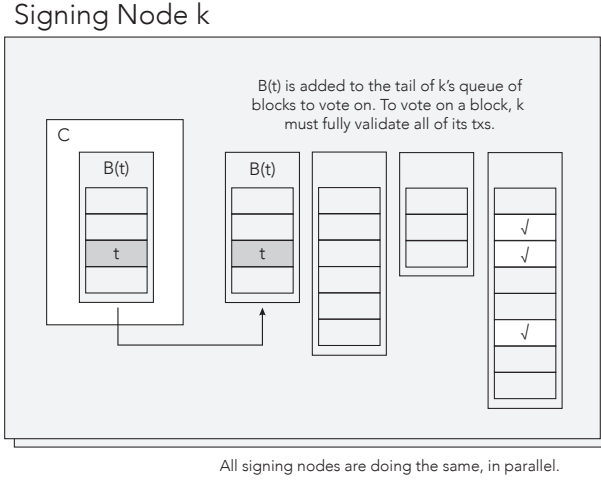 Signing Node k
B(t) is added to the tail of k’s queue of
blocks to vote on. To vote on a block, k
must fully validate all of its txs.
C
B(t)
B(t)
t
t
√
√
√
All signing nodes are doing the same, in parallel.